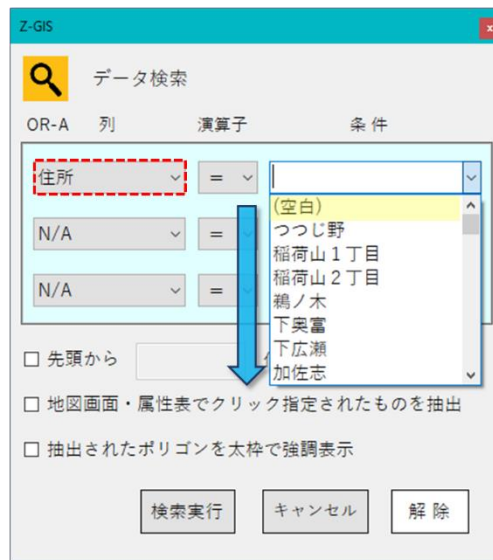 Z-GIS
x
データ検索
OR-A 列 演算子 条件
住所 =
(空白)
つつじ野
稲荷山１丁目
稲荷山２丁目
鵜ノ木
下奥富
下広瀬
加佐志
N/A =
N/A =
先頭から
地図画面・属性表でクリック指定されたものを抽出
抽出されたポリゴンを太枠で強調表示
検索実行 キャンセル 解除